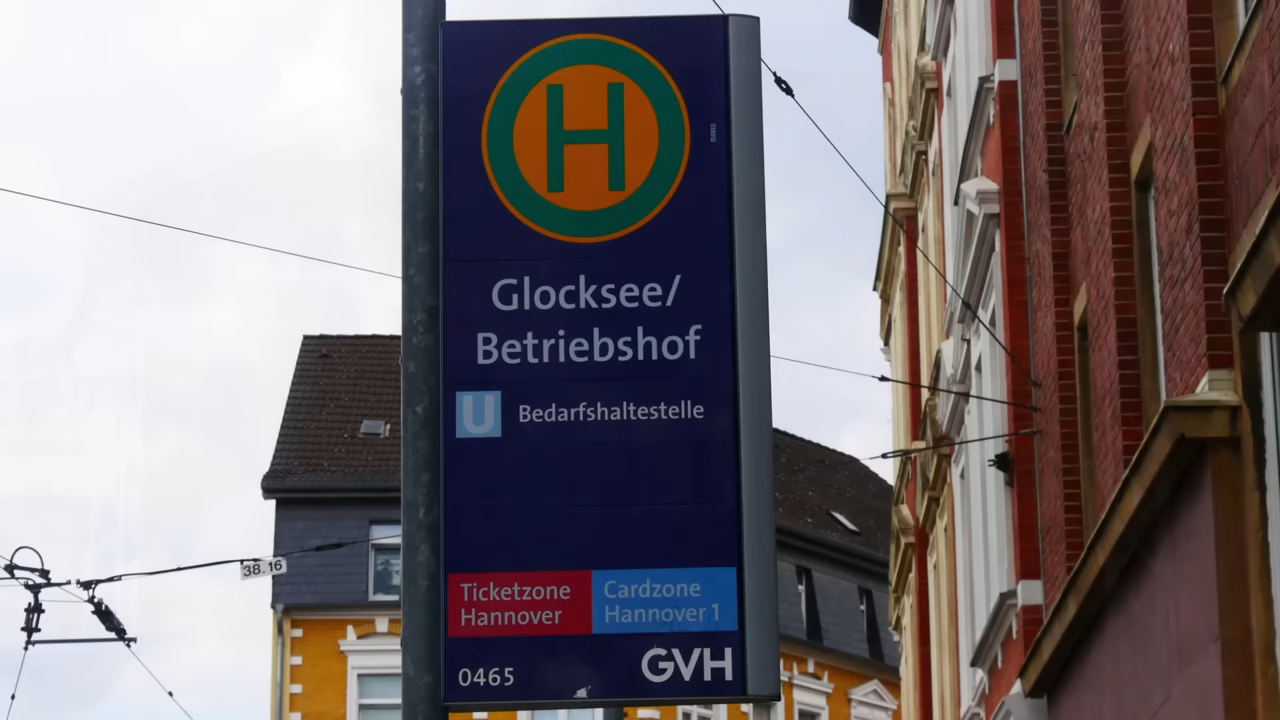 H
Glocksee/
Betriebshof
U Bedarfshaltestelle
38.16
Ticketzone
Hannover
Cardzone
Hannover 1
0465
GVH